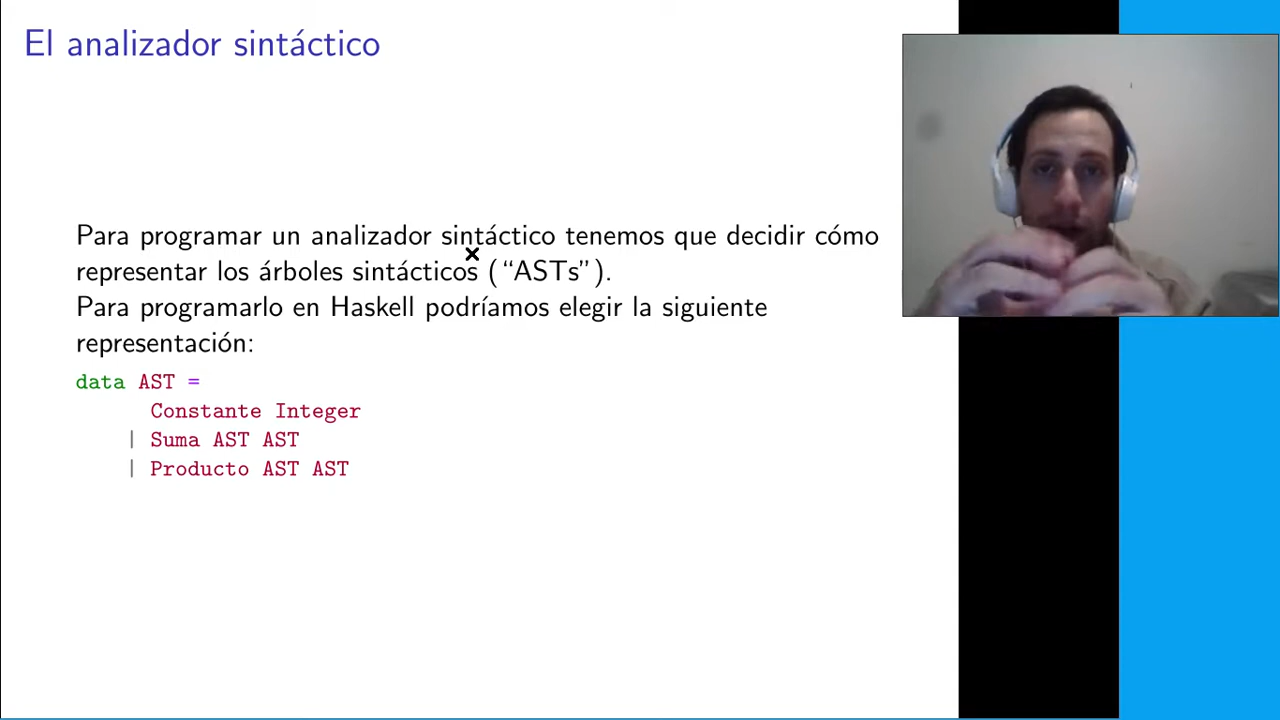 El analizador sintáctico
Para programar un analizador sintáctico tenemos que decidir cómo
representar los árboles sintácticos (“ASTs”).
Para programarlo en Haskell podríamos elegir la siguiente
representación:
data AST =
Constante Integer
| Suma AST AST
| Producto AST AST